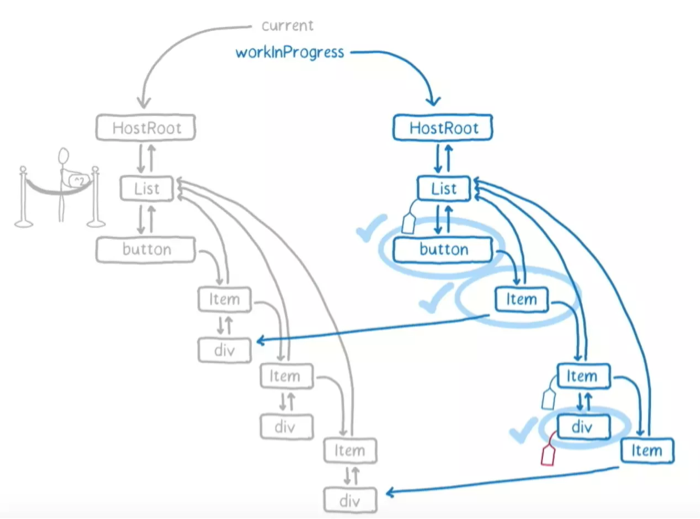 current
workInProgress
HostRoot
List
button
Item
div
Item
div
Item
div
HostRoot
List
button
Item
Item
div
Item